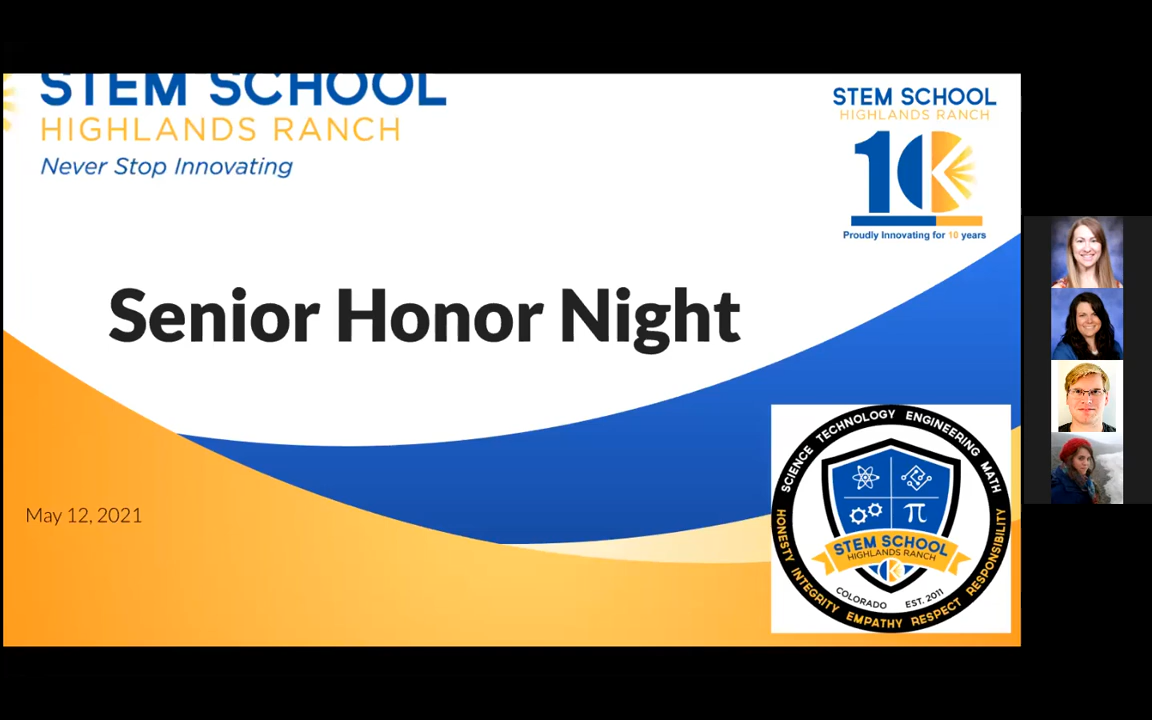 STEM SCHOOL
HIGHLANDS RANCH
Never Stop Innovating
STEM SCHOOL
HIGHLANDS RANCH
10
Proudly Innovating for 10 years
Senior Honor Night
May 12, 2021
SCIENCE TECHNOLOGY ENGINEERING MATH
π
STEM SCHOOL
HIGHLANDS RANCH
COLORADO EST. 2011
HONESTY INTEGRITY EMPATHY RESPECT RESPONSIBILITY